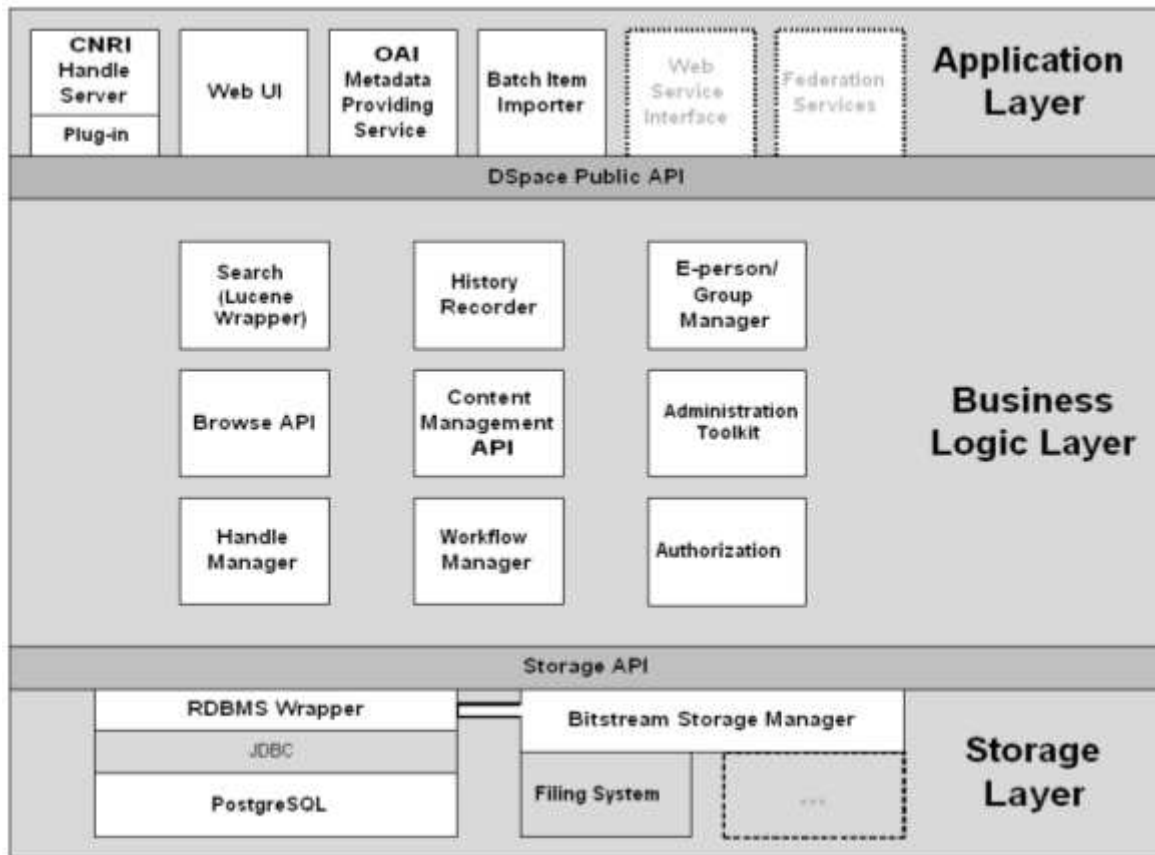 CNRI
Handle
Server
Plug-in
Web UI
OAI
Metadata
Providing
Service
Batch Item
Importer
Web
Service
Interface
Federation
Services
Application
Layer
DSpace Public API
Search
(Lucene
Wrapper)
History
Recorder
E-person/
Group
Manager
Browse API
Content
Management
API
Administration
Toolkit
Business
Logic Layer
Handle
Manager
Workflow
Manager
Authorization
Storage API
RDBMS Wrapper
JDBC
PostgreSQL
Bitstream Storage Manager
Filing System
...
Storage
Layer